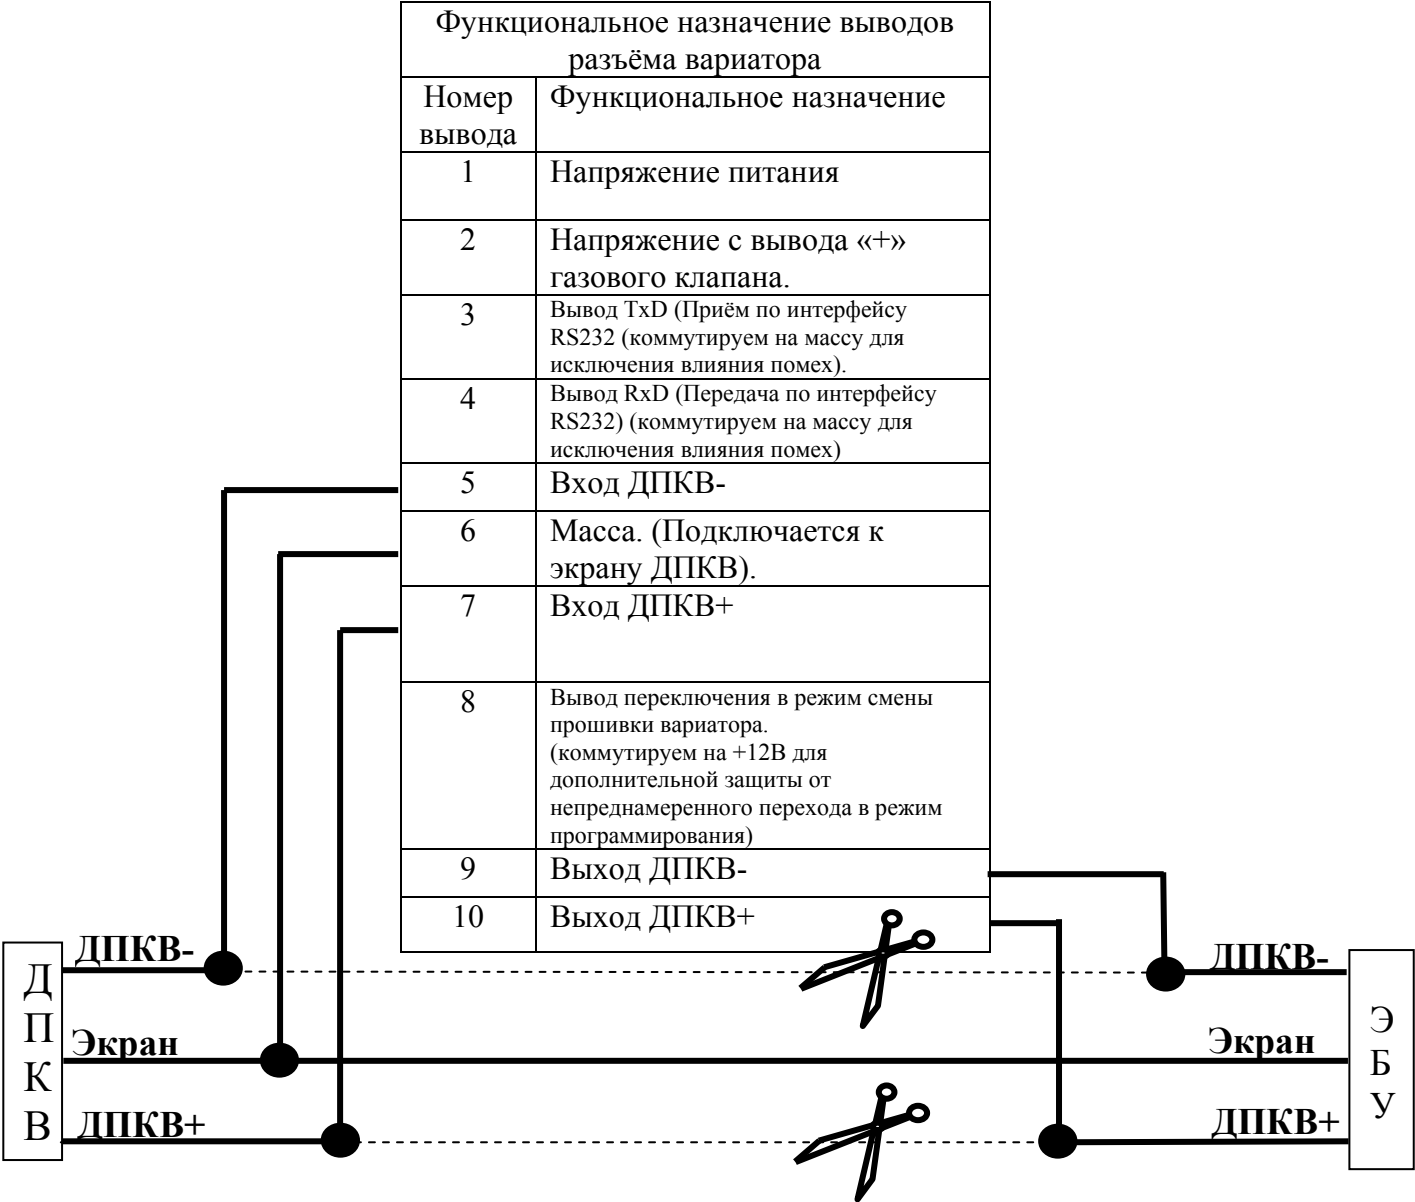 Функциональное назначение выводов
разъёма вариатора
Номер
вывода
Функциональное назначение
1
Напряжение питания
2
Напряжение с вывода «+»
газового клапана.
3
Вывод TxD (Приём по интерфейсу
RS232 (коммутируем на массу для
исключения влияния помех).
4
Вывод RxD (Передача по интерфейсу
RS232) (коммутируем на массу для
исключения влияния помех)
5
Вход ДПКВ-
6
Масса. (Подключается к
экрану ДПКВ).
7
Вход ДПКВ+
8
Вывод переключения в режим смены
прошивки вариатора.
(коммутируем на +12В для
дополнительной защиты от
непреднамеренного перехода в режим
программирования)
9
Выход ДПКВ-
10
Выход ДПКВ+
Д
П
К
В
ДПКВ-
Экран
ДПКВ+
ДПКВ-
Экран
ДПКВ+
Э
Б
У